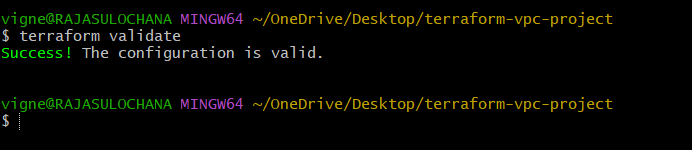 vigne@RAJASULOCHANA MINGW64 ~/OneDrive/Desktop/terraform-vpc-project
$ terraform validate
Success! The configuration is valid.
vigne@RAJASULOCHANA MINGW64 ~/OneDrive/Desktop/terraform-vpc-project
$